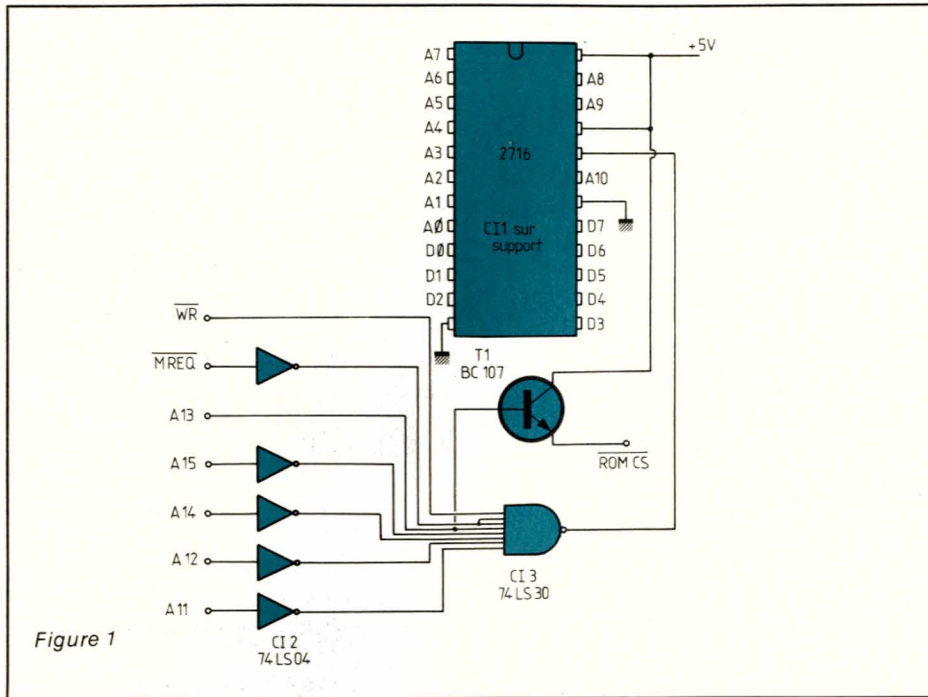 A7
A6
A5
A4
A3
A2
A1
AØ
DØ
D1
D2
+5V
A8
A9
A10
D7
D6
D5
D4
D3
2716
CI1 sur
support
T1
BC 107
ROM CS
WR
MREQ
A13
A15
A14
A12
A11
CI 2
74 LS 04
CI 3
74 LS 30
Figure 1